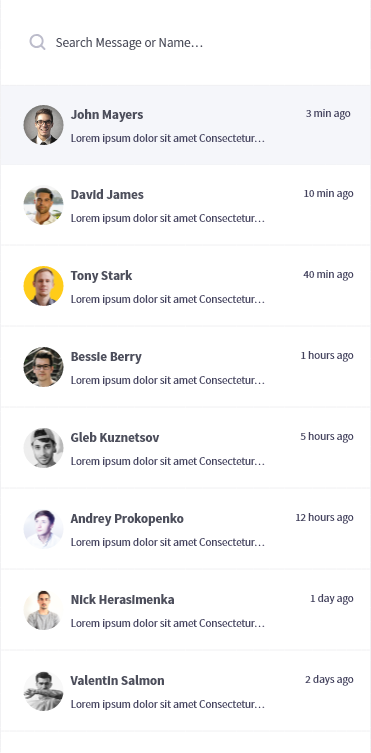 Search Message or Name...
John Mayers
3 min ago
Lorem ipsum dolor sit amet Consectetur...
David James
10 min ago
Lorem ipsum dolor sit amet Consectetur...
Tony Stark
40 min ago
Lorem ipsum dolor sit amet Consectetur...
Bessie Berry
1 hours ago
Lorem ipsum dolor sit amet Consectetur...
Gleb Kuznetsov
5 hours ago
Lorem ipsum dolor sit amet Consectetur...
Andrey Prokopenko
12 hours ago
Lorem ipsum dolor sit amet Consectetur...
Nick Herasimenka
1 day ago
Lorem ipsum dolor sit amet Consectetur...
Valentin Salmon
2 days ago
Lorem ipsum dolor sit amet Consectetur...